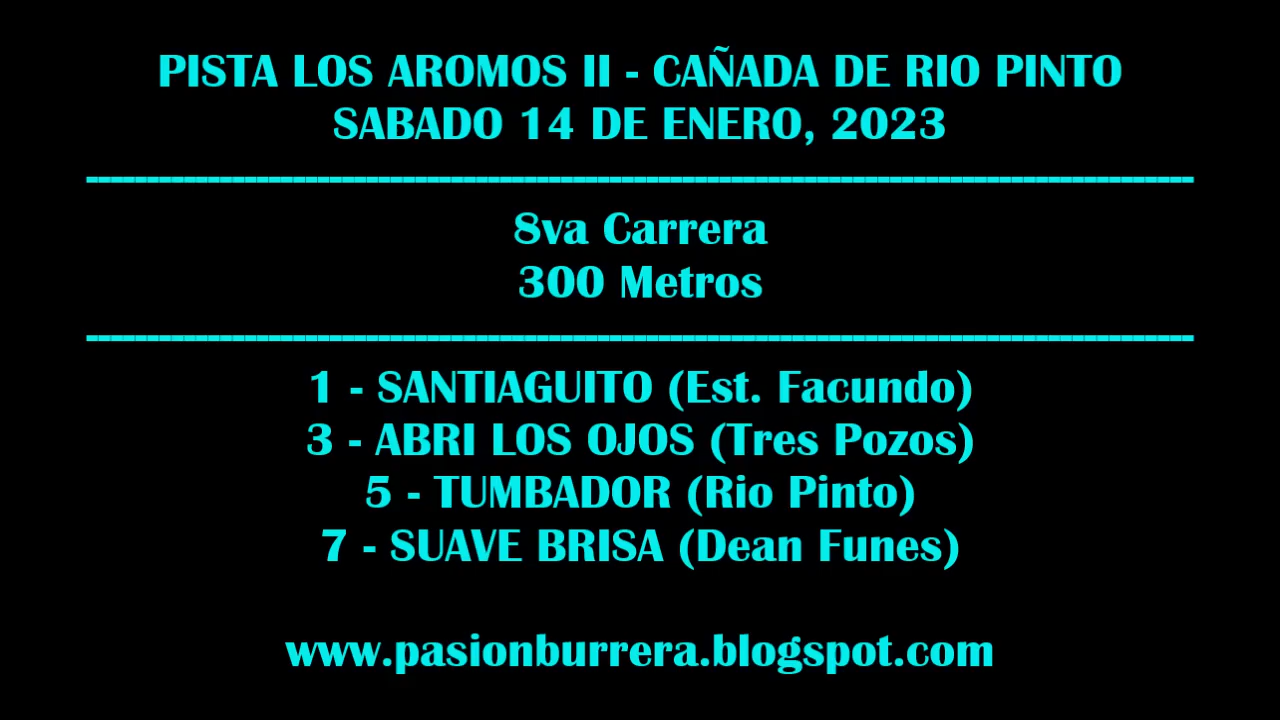 PISTA LOS AROMOS II - CAÑADA DE RIO PINTO
SABADO 14 DE ENERO, 2023
8va Carrera
300 Metros
1 - SANTIAGUITO (Est. Facundo)
3 - ABRI LOS OJOS (Tres Pozos)
5 - TUMBADOR (Rio Pinto)
7 - SUAVE BRISA (Dean Funes)
www.pasionburrera.blogspot.com